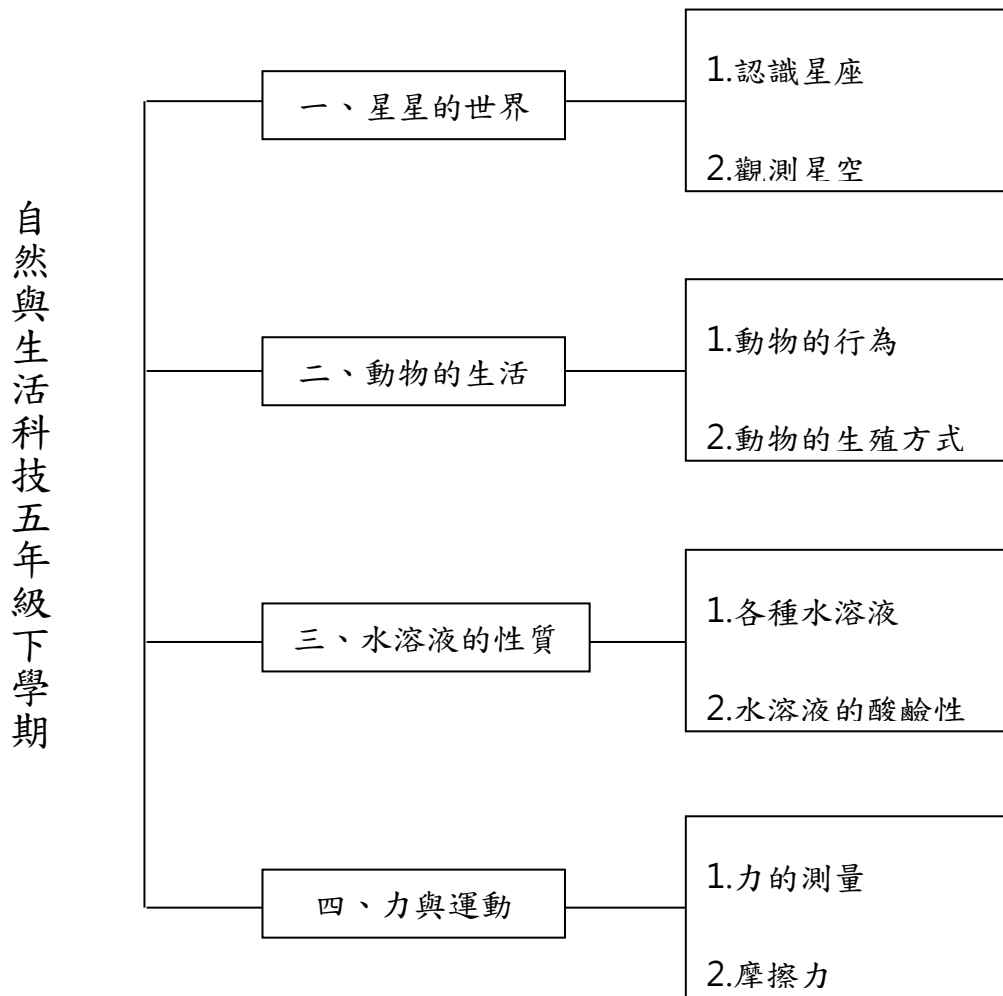 自然與生活科技五年級下學期
一、星星的世界
1.認識星座
2.觀測星空
二、動物的生活
1.動物的行為
2.動物的生殖方式
三、水溶液的性質
1.各種水溶液
2.水溶液的酸鹼性
四、力與運動
1.力的測量
2.摩擦力